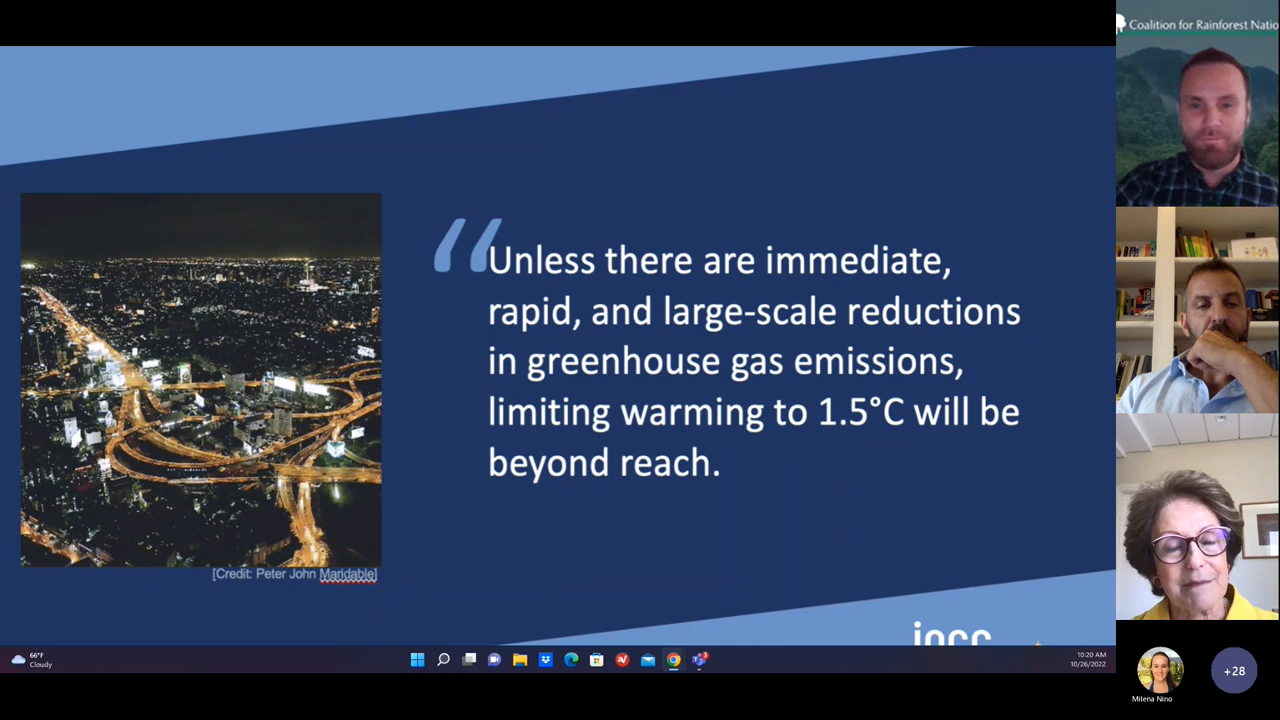 Coalition for Rainforest Natio
“Unless there are immediate,
rapid, and large-scale reductions
in greenhouse gas emissions,
limiting warming to 1.5°C will be
beyond reach.
[Credit: Peter John Maridable]
ipcc
66°F
Cloudy
10:20 AM
10/26/2022
Milena Nino
+28